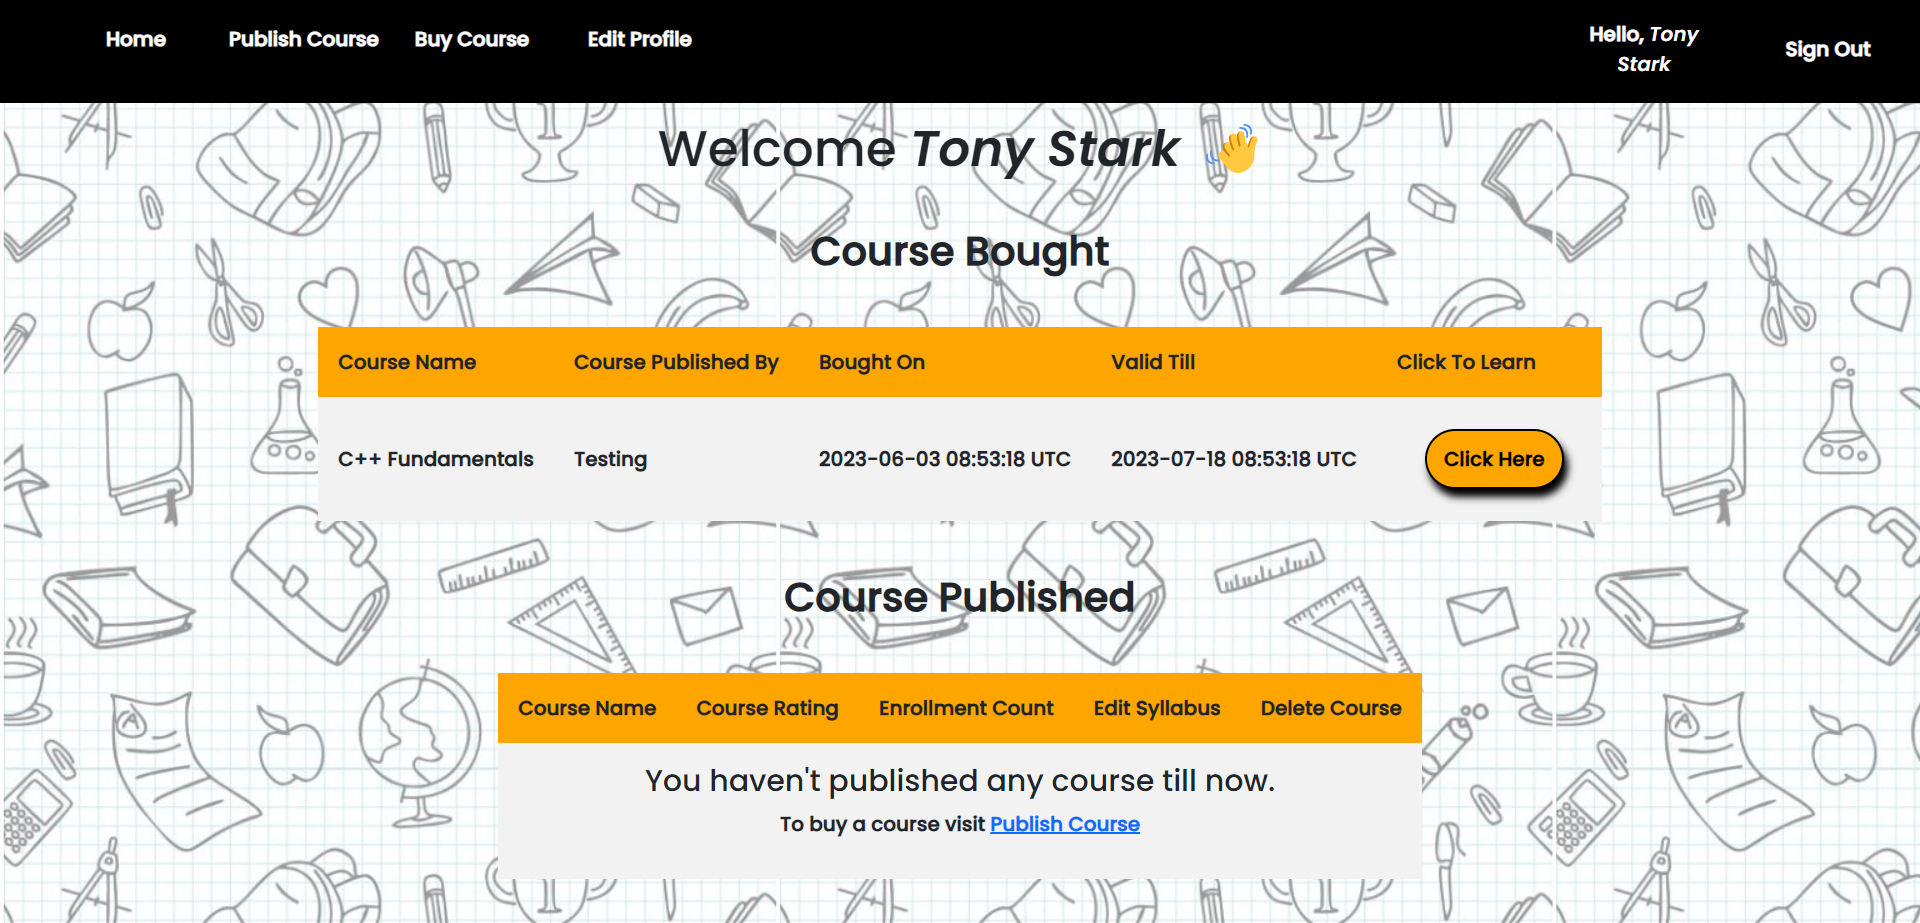 Home Publish Course Buy Course Edit Profile Hello, Tony Stark Sign Out
Welcome Tony Stark 👋
Course Bought
Course Name Course Published By Bought On Valid Till Click To Learn
C++ Fundamentals Testing 2023-06-03 08:53:18 UTC 2023-07-18 08:53:18 UTC Click Here
Course Published
Course Name Course Rating Enrollment Count Edit Syllabus Delete Course
You haven't published any course till now.
To buy a course visit Publish Course